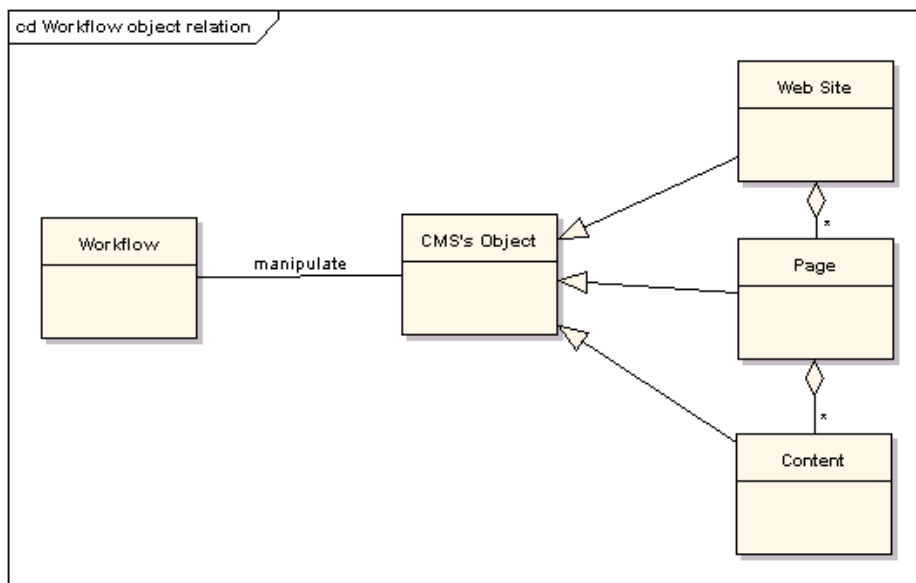 cd Workflow object relation
Web Site
*
Workflow
manipulate
CMS's Object
Page
*
Content